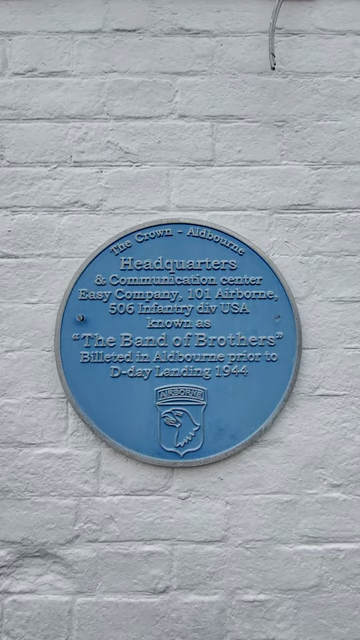 The Crown - Aldbourne
Headquarters
& Communication center
Easy Company, 101 Airborne,
506 Infantry div USA
known as
"The Band of Brothers"
Billeted in Aldbourne prior to
D-day Landing 1944
AIRBORNE